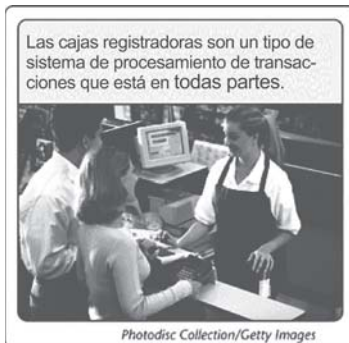 Las cajas registradoras son un tipo de
sistema de procesamiento de transac-
ciones que está en todas partes.
Photodisc Collection/Getty Images